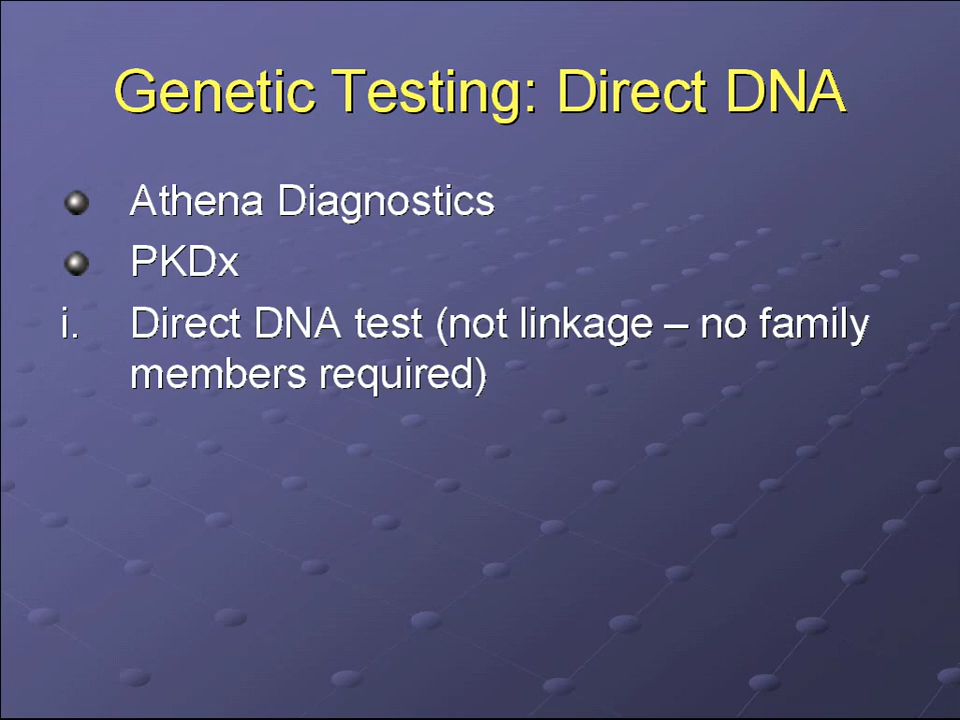 Genetic Testing: Direct DNA
Athena Diagnostics
PKDx
i. Direct DNA test (not linkage – no family
members required)